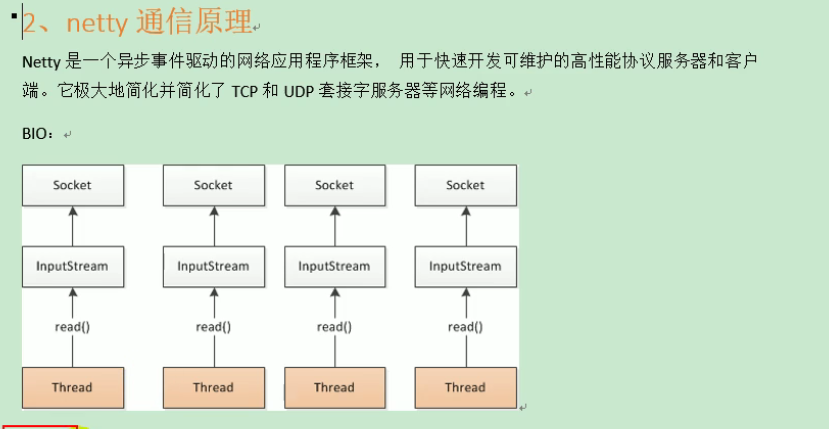 2、netty 通信原理
Netty 是一个异步事件驱动的网络应用程序框架， 用于快速开发可维护的高性能协议服务器和客户
端。它极大地简化并简化了 TCP 和 UDP 套接字服务器等网络编程。
BIO：
Socket Socket Socket Socket
InputStream InputStream InputStream InputStream
read() read() read() read()
Thread Thread Thread Thread